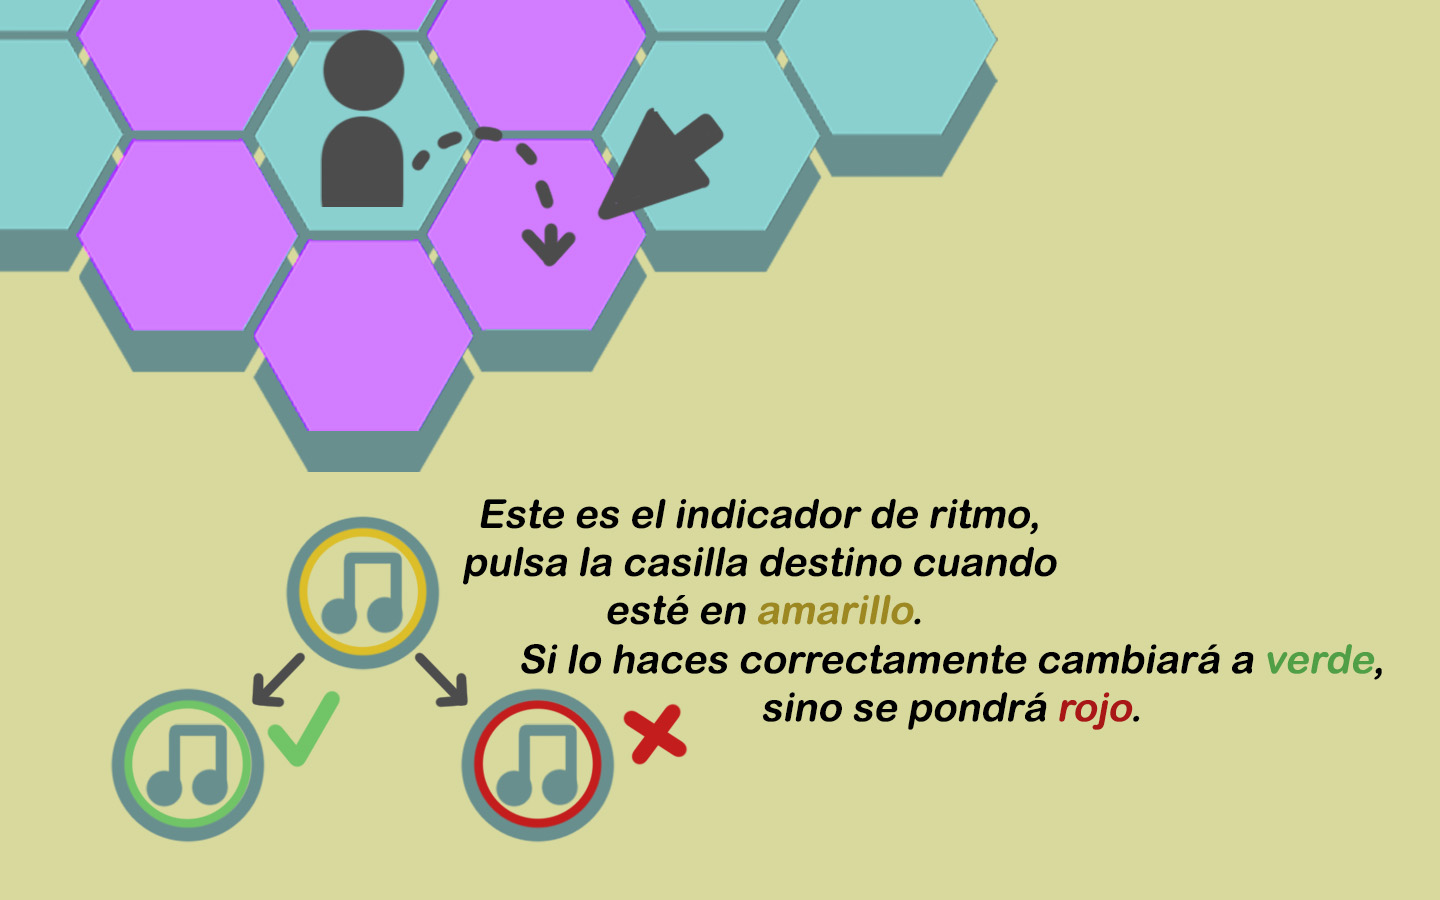 Este es el indicador de ritmo,
pulsa la casilla destino cuando
esté en amarillo.
Si lo haces correctamente cambiará a verde,
sino se pondrá rojo.